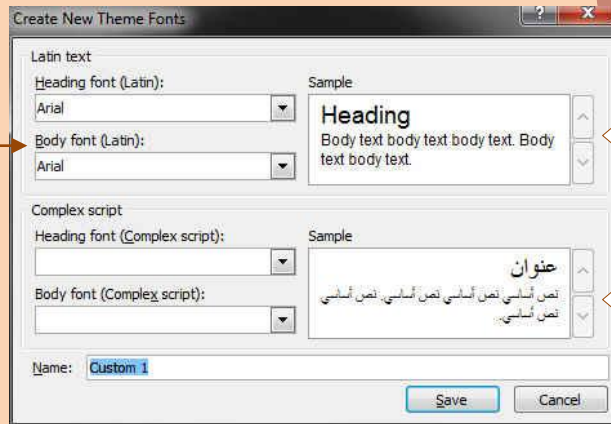 Create New Theme Fonts
Latin text
Heading font (Latin):
Arial
Body font (Latin):
Arial
Sample
Heading
Body text body text body text. Body
text body text.
Complex script
Heading font (Complex script):
Body font (Complex script):
Sample
عنوان
نص أساسي نص أساسي نص أساسي. نص أساسي
نص أساسي.
Name: Custom 1
Save Cancel